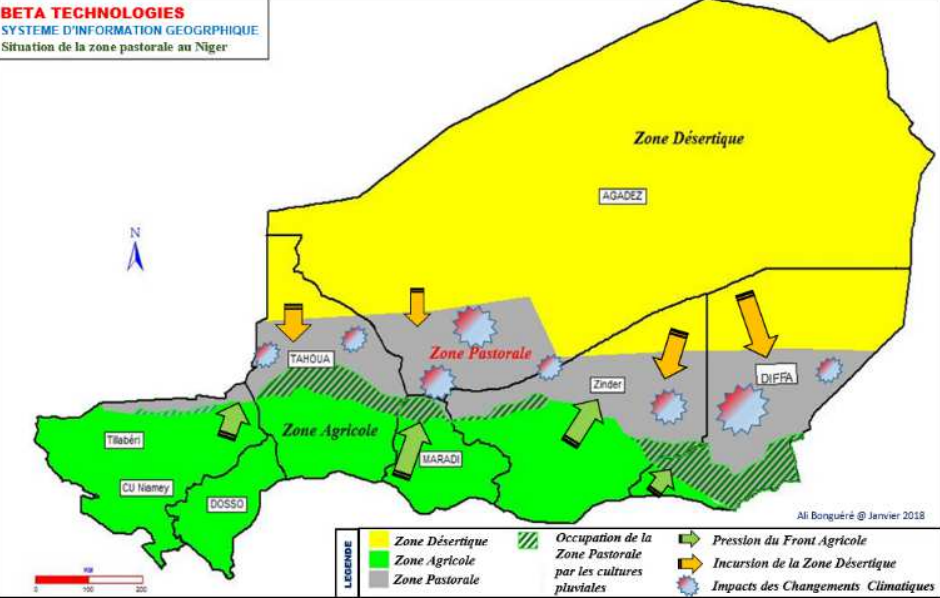 BETA TECHNOLOGIES
SYSTEME D'INFORMATION GEOGRPHIQUE
Situation de la zone pastorale au Niger
Zone Désertique
AGADEZ
N
Zone Pastorale
TAHOUA
Zinder
DIFFA
Zone Agricole
Tillabéri
MARADI
CU Niamey
DOSSO
Ali Bonguéré @ Janvier 2018
KM
0 100 200
LEGENDE
Zone Désertique
Zone Agricole
Zone Pastorale
Occupation de la
Zone Pastorale
par les cultures
pluviales
Pression du Front Agricole
Incursion de la Zone Désertique
Impacts des Changements Climatiques